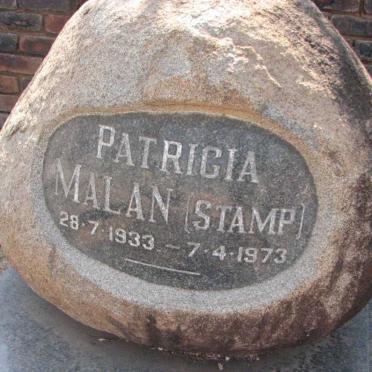 PATRICIA
MALAN (STAMP)
28·7·1933 — 7·4·1973